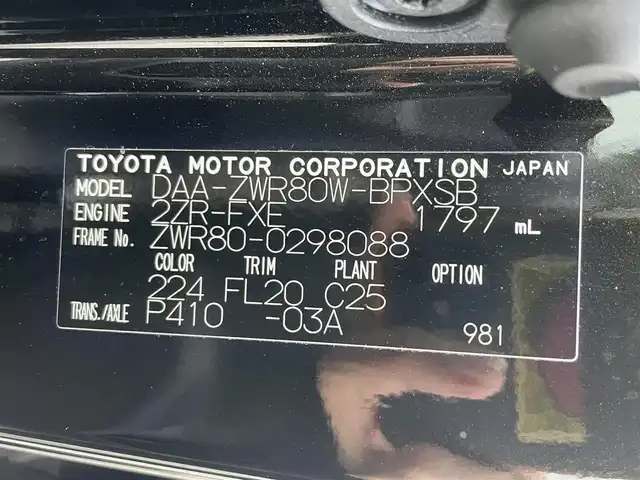 TOYOTA MOTOR CORPORATION JAPAN
MODEL DAA-ZWR80W-BPXSB
ENGINE 2ZR-FXE 1797 mL
FRAME No. ZWR80-0298088
COLOR TRIM PLANT OPTION
224 FL20 C25
TRANS./AXLE P410 -03A 981